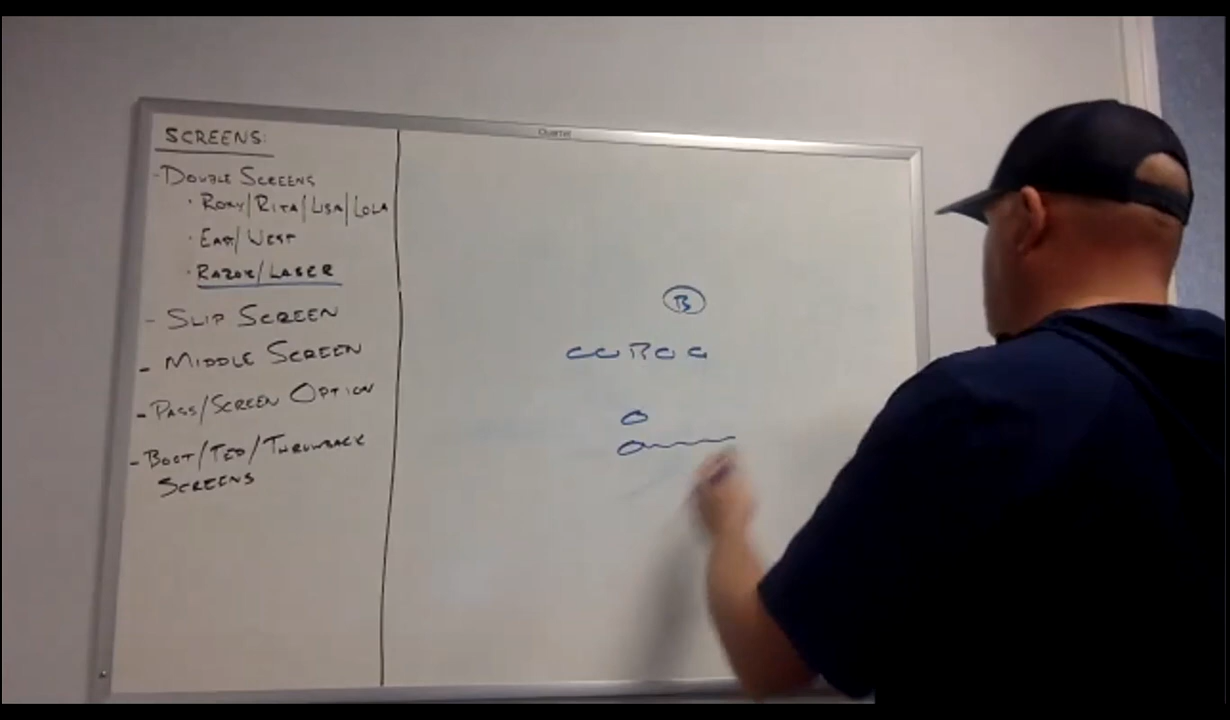 Quartet
SCREENS:
- DOUBLE SCREENS
· ROXY/RITA/LISA/LOLA
· EAST/WEST
· RAZOR/LASER
- SLIP SCREEN
- MIDDLE SCREEN
- PASS/SCREEN OPTION
- BOOT/TED/THROWBACK
SCREENS
B